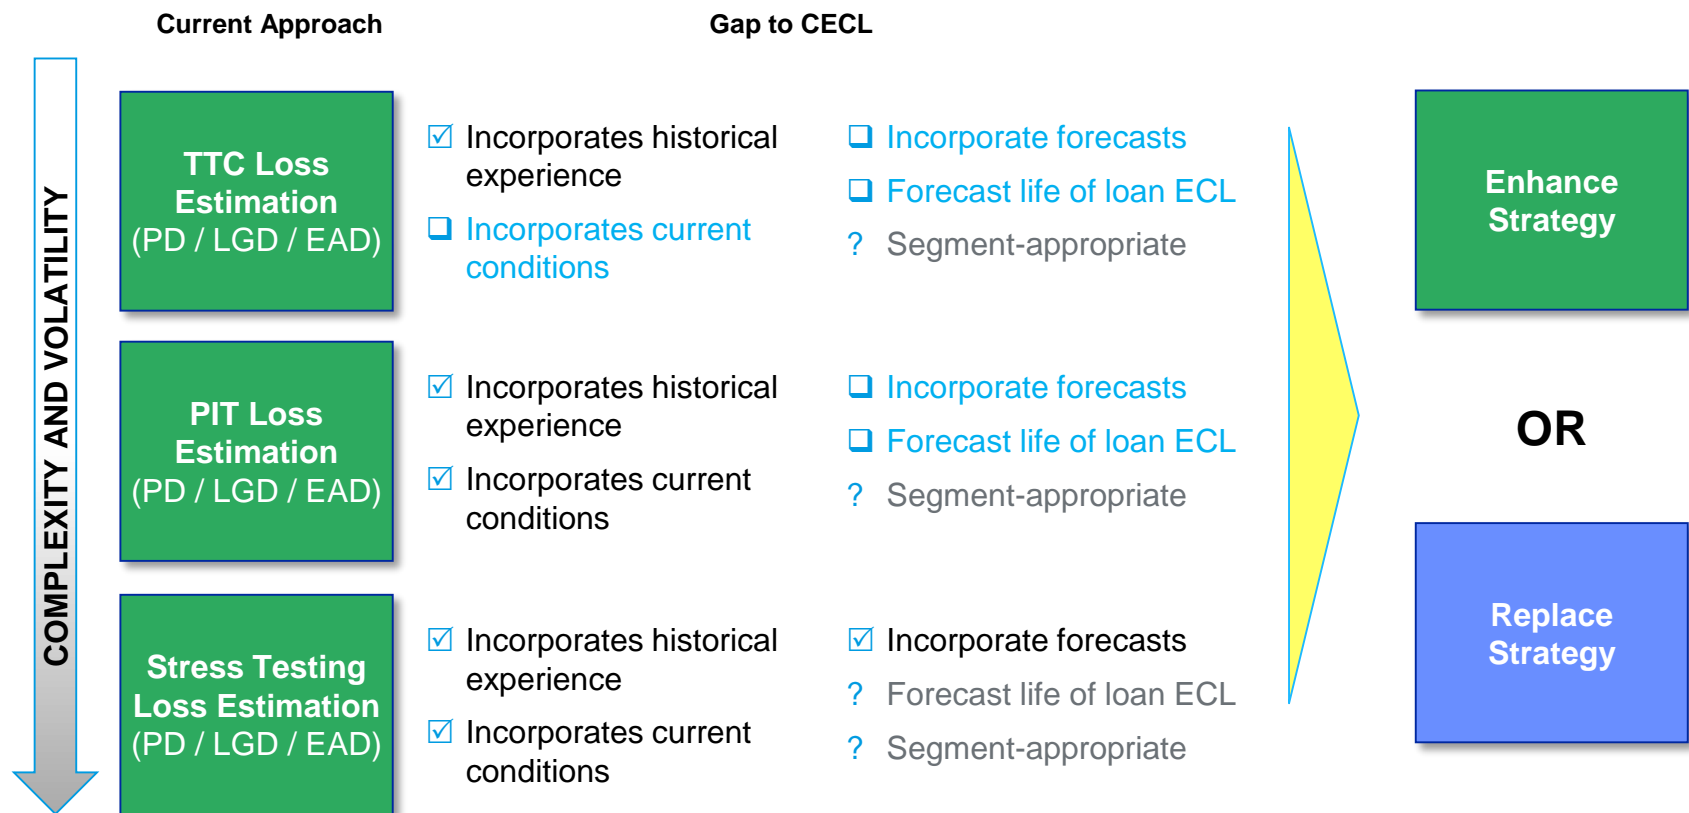 Current Approach
Gap to CECL
COMPLEXITY AND VOLATILITY
TTC Loss
Estimation
(PD / LGD / EAD)
☑ Incorporates historical
experience
❑ Incorporates current
conditions
❑ Incorporate forecasts
❑ Forecast life of loan ECL
? Segment-appropriate
PIT Loss
Estimation
(PD / LGD / EAD)
☑ Incorporates historical
experience
☑ Incorporates current
conditions
❑ Incorporate forecasts
❑ Forecast life of loan ECL
? Segment-appropriate
Stress Testing
Loss Estimation
(PD / LGD / EAD)
☑ Incorporates historical
experience
☑ Incorporates current
conditions
☑ Incorporate forecasts
? Forecast life of loan ECL
? Segment-appropriate
Enhance
Strategy
OR
Replace
Strategy